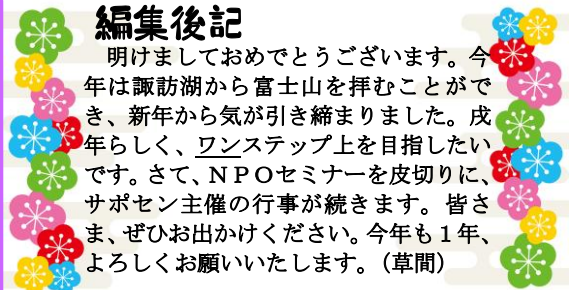 編集後記
明けましておめでとうございます。今
年は諏訪湖から富士山を拝むことがで
き、新年から気が引き締まりました。戌
年らしく、ワンステップ上を目指したい
です。さて、NPOセミナーを皮切りに、
サポセン主催の行事が続きます。皆さ
ま、ぜひお出かけください。今年も１年、
よろしくお願いいたします。（草間）